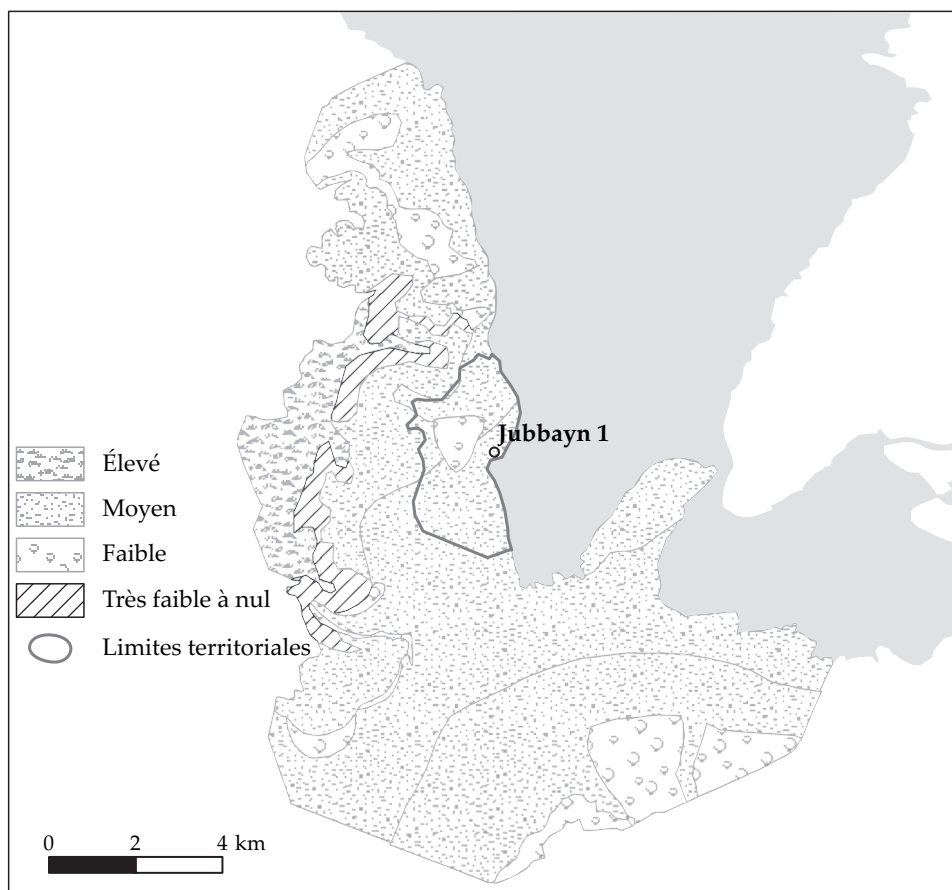 Jubbayn 1
Élevé
Moyen
Faible
Très faible à nul
Limites territoriales
0 2 4 km